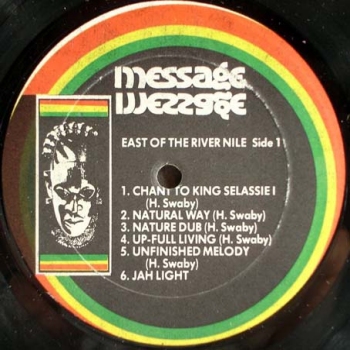 message
message
EAST OF THE RIVER NILE Side 1
1. CHANT TO KING SELASSIE I
(H. Swaby)
2. NATURAL WAY (H. Swaby)
3. NATURE DUB (H. Swaby)
4. UP-FULL LIVING (H. Swaby)
5. UNFINISHED MELODY
(H. Swaby)
6. JAH LIGHT